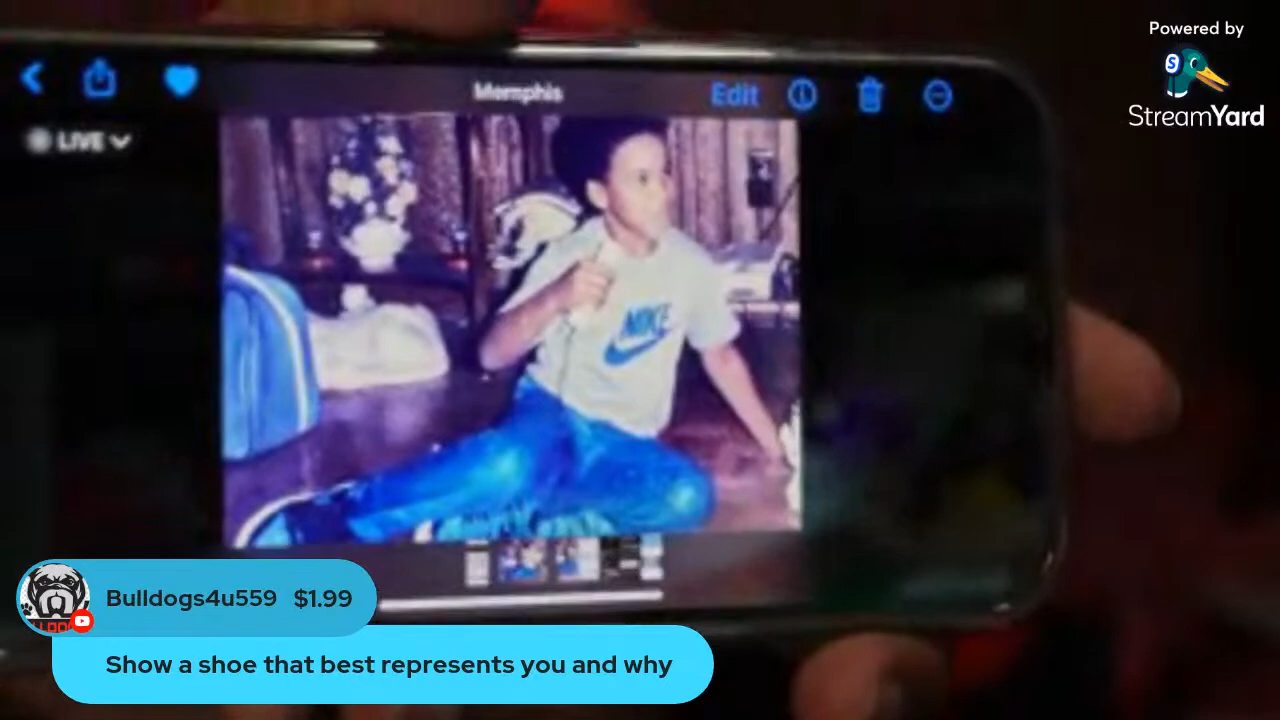 Powered by
StreamYard
Memphis
Edit
LIVE
NIKE
Bulldogs4u559 $1.99
Show a shoe that best represents you and why